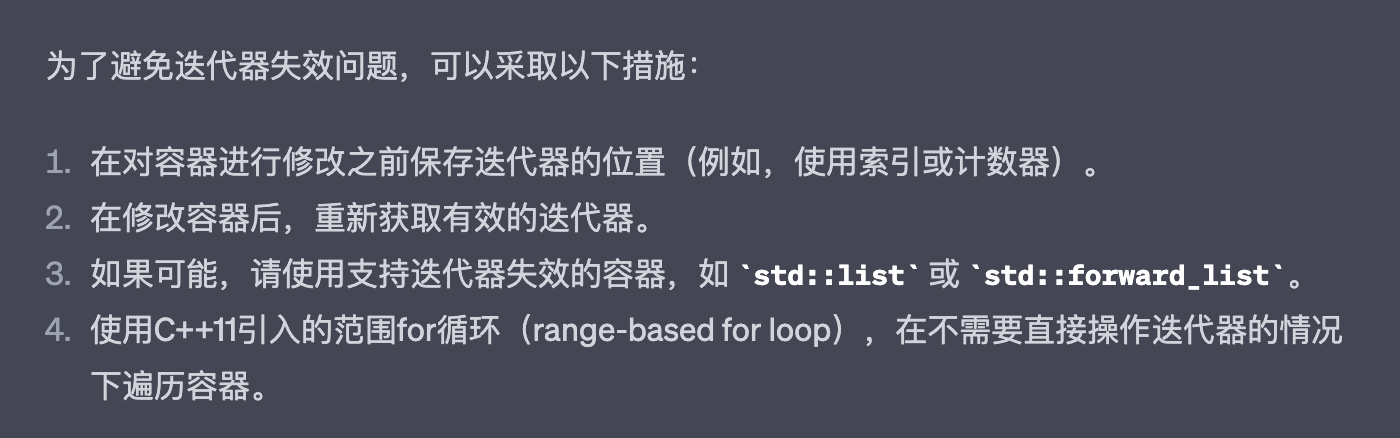 为了避免迭代器失效问题，可以采取以下措施：
1. 在对容器进行修改之前保存迭代器的位置（例如，使用索引或计数器）。
2. 在修改容器后，重新获取有效的迭代器。
3. 如果可能，请使用支持迭代器失效的容器，如 `std::list` 或 `std::forward_list`。
4. 使用C++11引入的范围for循环（range-based for loop），在不需要直接操作迭代器的情况
下遍历容器。